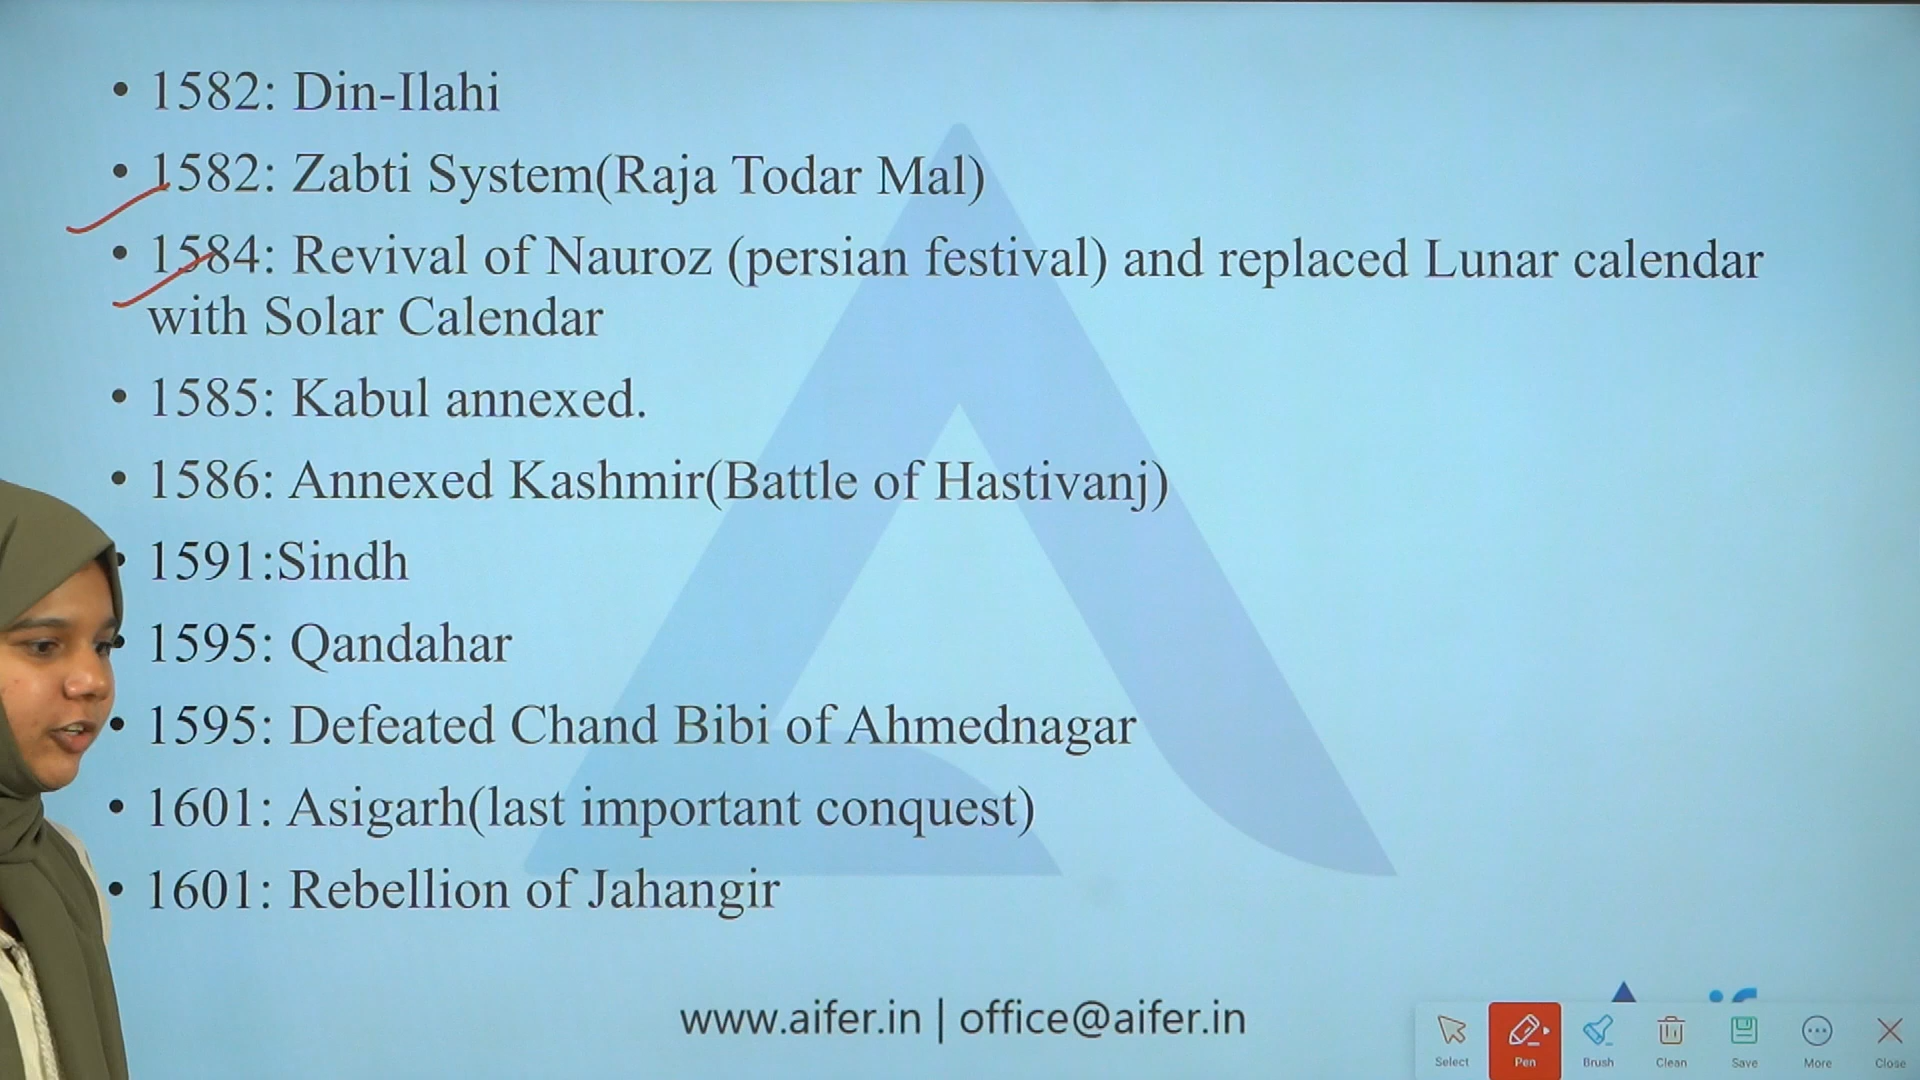 • 1582: Din-Ilahi
• 1582: Zabti System(Raja Todar Mal)
• 1584: Revival of Nauroz (persian festival) and replaced Lunar calendar
with Solar Calendar
• 1585: Kabul annexed.
• 1586: Annexed Kashmir(Battle of Hastivanj)
• 1591:Sindh
• 1595: Qandahar
• 1595: Defeated Chand Bibi of Ahmednagar
• 1601: Asigarh(last important conquest)
• 1601: Rebellion of Jahangir
www.aifer.in | office@aifer.in
Select Pen Brush Clean Save More Close